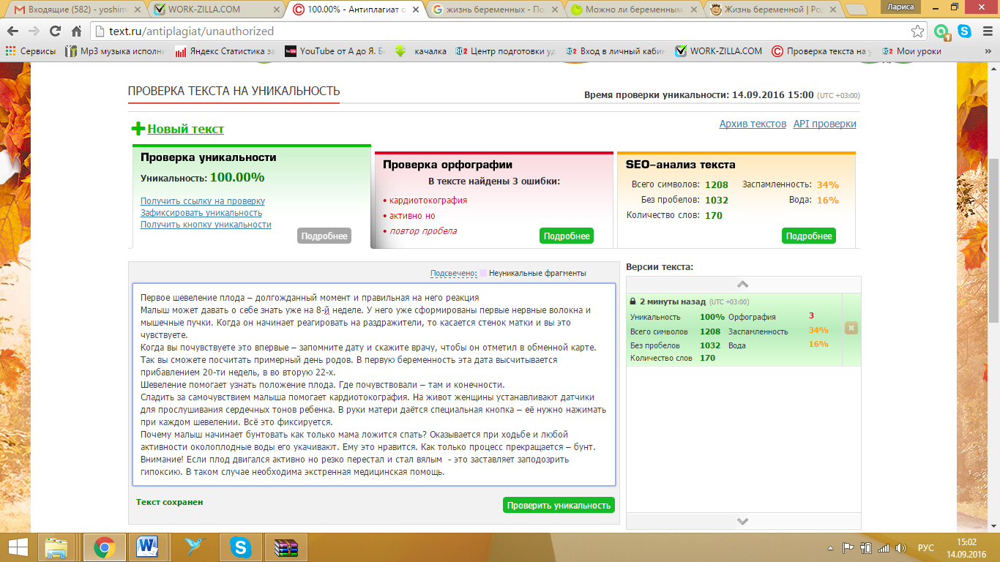 Входящие (582) - yoshim
WORK-ZILLA.COM
100.00% - Антиплагиат о
жизнь беременных - По
Можно ли беременным
Жизнь беременной | Род
Лариса
text.ru/antiplagiat/unauthorized
1
Сервисы
Mp3 музыка исполни
Яндекс Статистика за
YouTube от А до Я. Б
качалка
Центр подготовки уд
Вход в личный кабин
WORK-ZILLA.COM
Проверка текста на у
Мои уроки
»
ПРОВЕРКА ТЕКСТА НА УНИКАЛЬНОСТЬ
Время проверки уникальности: 14.09.2016 15:00 (UTC +03:00)
Новый текст
Архив текстов API проверки
Проверка уникальности
Уникальность: 100.00%
Получить ссылку на проверку
Зафиксировать уникальность
Получить кнопку уникальности
Подробнее
Проверка орфографии
В тексте найдены 3 ошибки:
• кардиотокография
• активно но
• повтор пробела
Подробнее
SEO–анализ текста
Всего символов: 1208 Заспамленность: 34%
Без пробелов: 1032 Вода: 16%
Количество слов: 170
Подробнее
Подсвечено: Неуникальные фрагменты
Первое шевеление плода – долгожданный момент и правильная на него реакция
Малыш может давать о себе знать уже на 8-й неделе. У него уже сформированы первые нервные волокна и
мышечные пучки. Когда он начинает реагировать на раздражители, то касается стенок матки и вы это
чувствуете.
Когда вы почувствуете это впервые – запомните дату и скажите врачу, чтобы он отметил в обменной карте.
Так вы сможете посчитать примерный день родов. В первую беременность эта дата высчитывается
прибавлением 20-ти недель, в во вторую 22-х.
Шевеление помогает узнать положение плода. Где почувствовали – там и конечности.
Сладить за самочувствием малыша помогает кардиотокография. На живот женщины устанавливают датчики
для прослушивания сердечных тонов ребенка. В руки матери даётся специальная кнопка – её нужно нажимать
при каждом шевелении. Всё это фиксируется.
Почему малыш начинает бунтовать как только мама ложится спать? Оказывается при ходьбе и любой
активности околоплодные воды его укачивают. Ему это нравится. Как только процесс прекращается – бунт.
Внимание! Если плод двигался активно но резко перестал и стал вялым  - это заставляет заподозрить
гипоксию. В таком случае необходима экстренная медицинская помощь.
Текст сохранен
Проверить уникальность
Версии текста:
2 минуты назад (UTC +03:00)
Уникальность 100% Орфография 3
Всего символов 1208 Заспамленность 34%
Без пробелов 1032 Вода 16%
Количество слов 170
РУС
15:02
14.09.2016